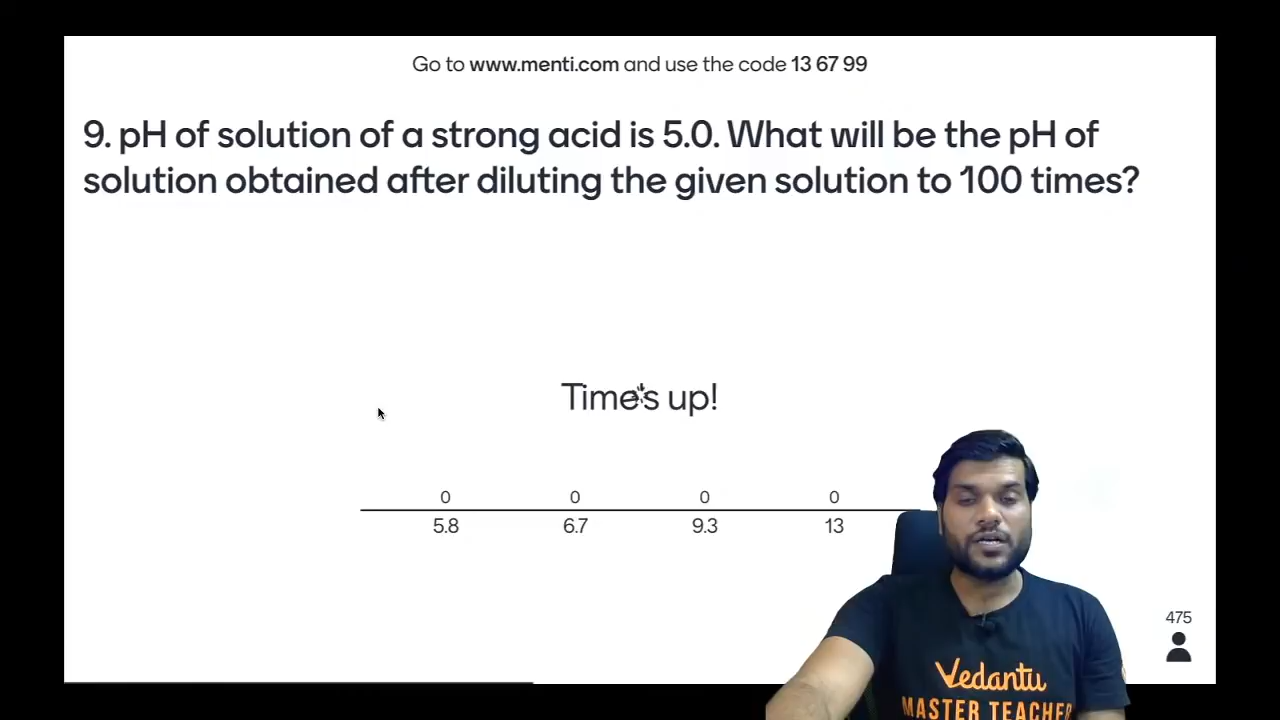 Go to www.menti.com and use the code 13 67 99
9. pH of solution of a strong acid is 5.0. What will be the pH of
solution obtained after diluting the given solution to 100 times?
Time's up!
0 0 0 0
5.8 6.7 9.3 13
475
Vedantu
MASTER TEACHER